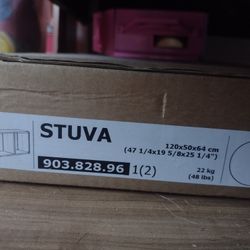 STUVA
120x50x64 cm
(47 1/4x19 5/8x25 1/4")
903.828.96 1(2)
22 kg
(48 lbs)